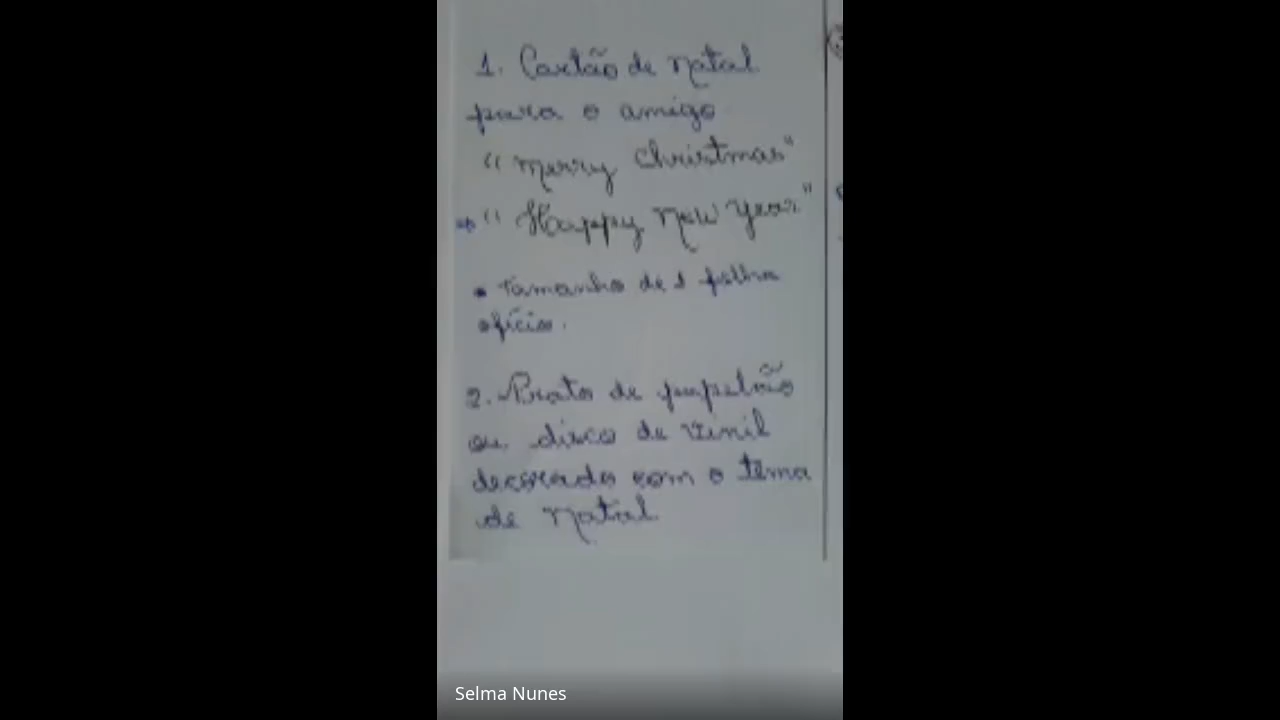 1. Cartão de Natal
para o amigo
"Merry Christmas"
"Happy New Year"
• Tamanho de 1 folha
ofício.
2. Prato de papelão
ou disco de vinil
decorado com o tema
de Natal
Selma Nunes